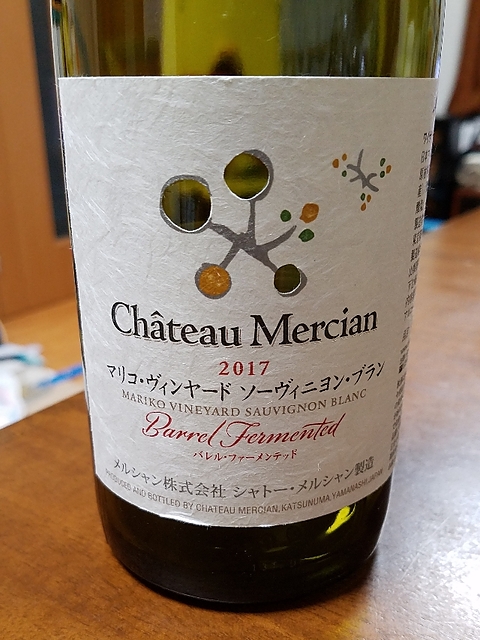 Château Mercian
2017
マリコ・ヴィンヤード ソーヴィニヨン・ブラン
MARIKO VINEYARD SAUVIGNON BLANC
Barrel Fermented
バレル・ファーメンテッド
メルシャン株式会社 シャトー・メルシャン製造
PRODUCED AND BOTTLED BY CHATEAU MERCIAN, KATSUNUMA, YAMANASHI, JAPAN